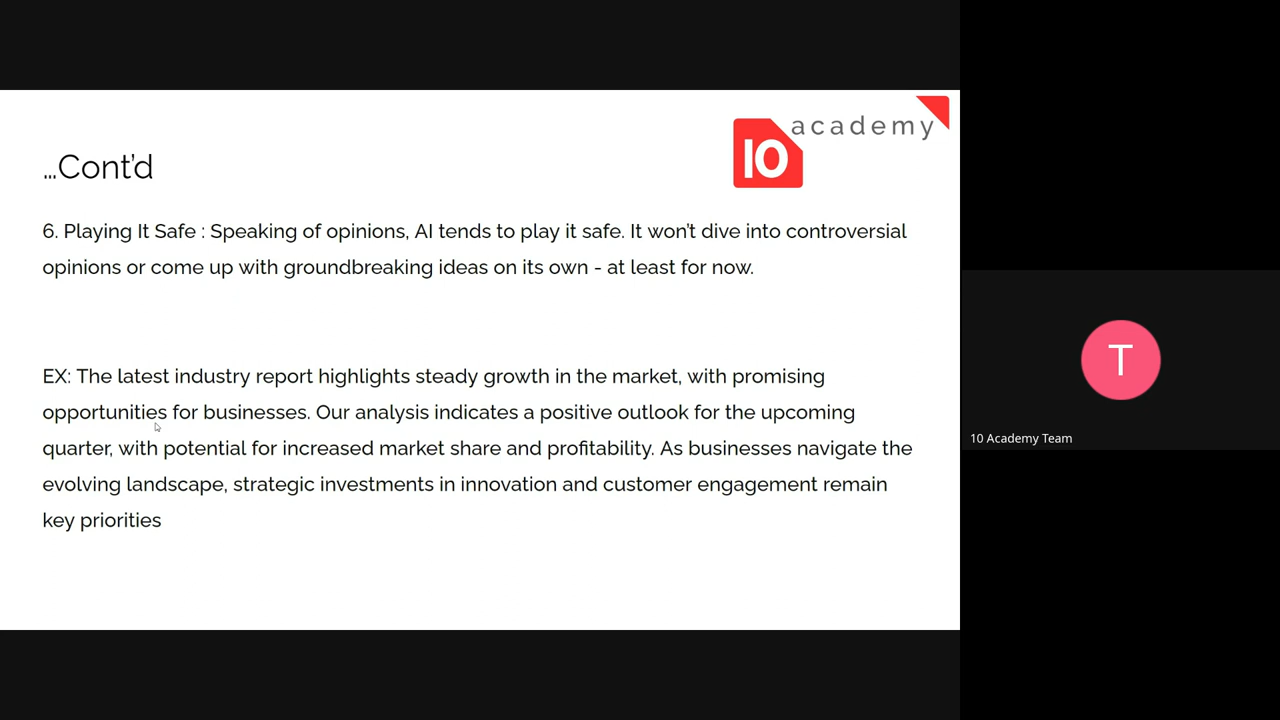 10 academy
...Cont'd
6. Playing It Safe : Speaking of opinions, AI tends to play it safe. It won't dive into controversial
opinions or come up with groundbreaking ideas on its own - at least for now.
EX: The latest industry report highlights steady growth in the market, with promising
opportunities for businesses. Our analysis indicates a positive outlook for the upcoming
quarter, with potential for increased market share and profitability. As businesses navigate the
evolving landscape, strategic investments in innovation and customer engagement remain
key priorities
T
10 Academy Team